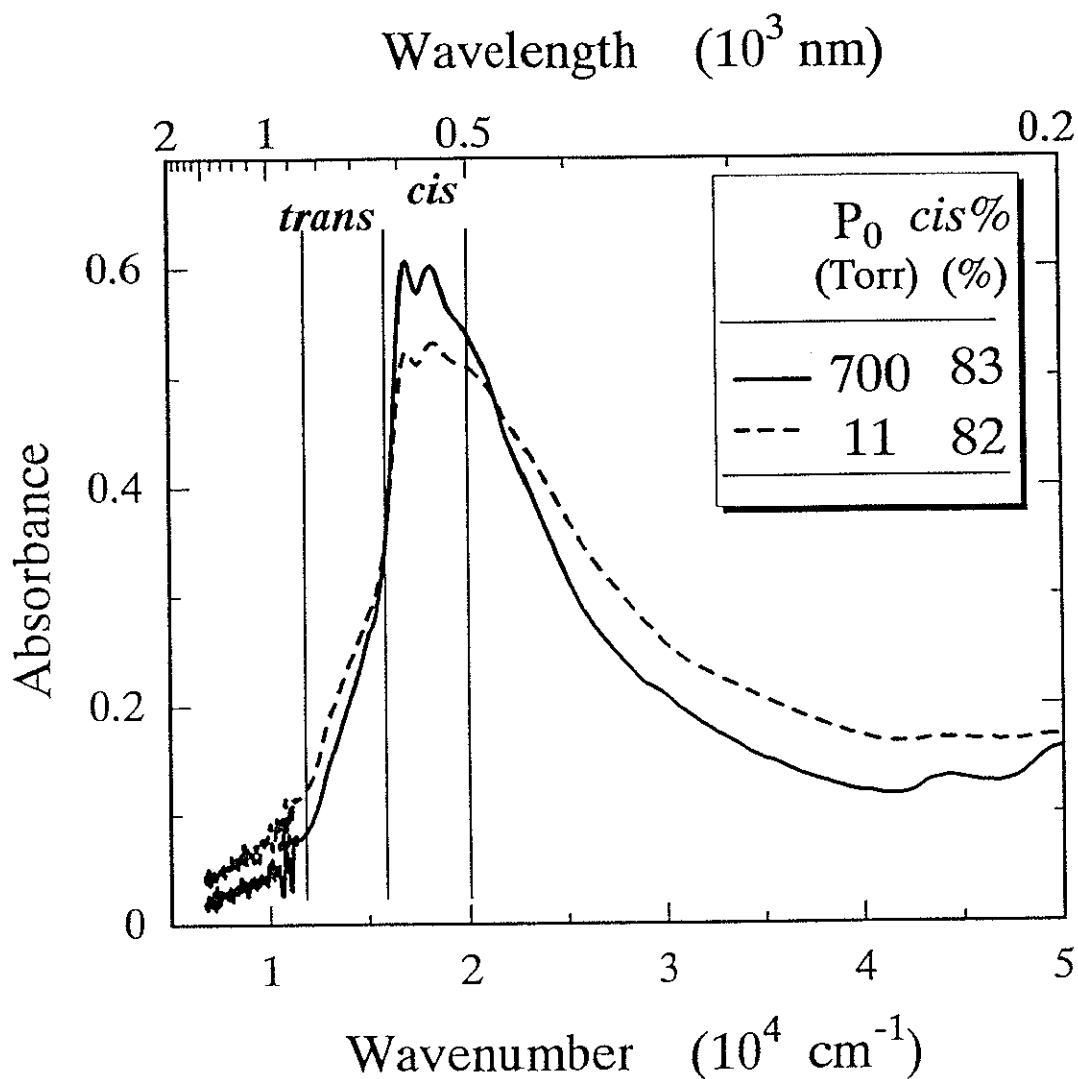 Wavelength (10³ nm)
2 1 0.5 0.2
trans cis
P₀ cis%
(Torr) (%)
700 83
11 82
Absorbance
0.6
0.4
0.2
0
1 2 3 4 5
Wavenumber (10⁴ cm⁻¹)